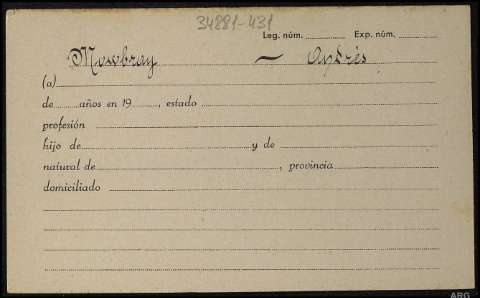 34881-431
Leg. núm. Exp. núm.
Mowbray — Andrés
(a)
de años en 19 , estado
profesión
hijo de y de
natural de , provincia
domiciliado
ARG